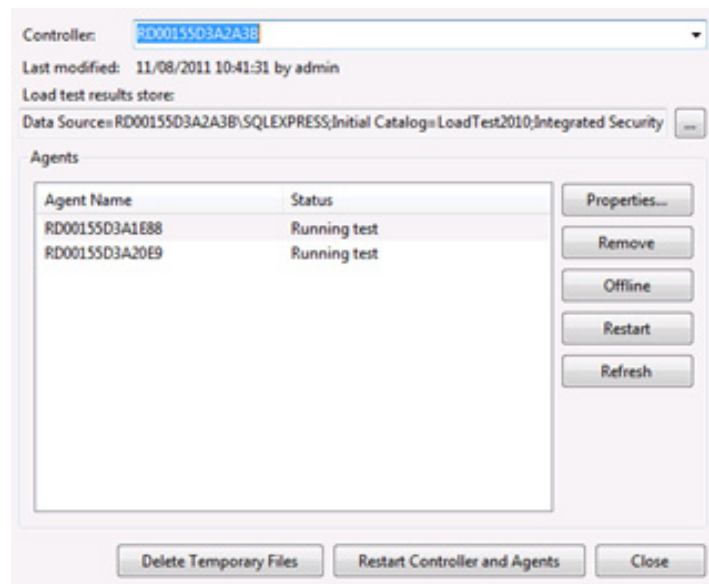 Controller: RD00155D3A2A3B
Last modified: 11/08/2011 10:41:31 by admin
Load test results store:
Data Source=RD00155D3A2A3B\SQLEXPRESS;Initial Catalog=LoadTest2010;Integrated Security ...
Agents
Agent Name Status
RD00155D3A1E88 Running test
RD00155D3A20E9 Running test
Properties...
Remove
Offline
Restart
Refresh
Delete Temporary Files Restart Controller and Agents Close